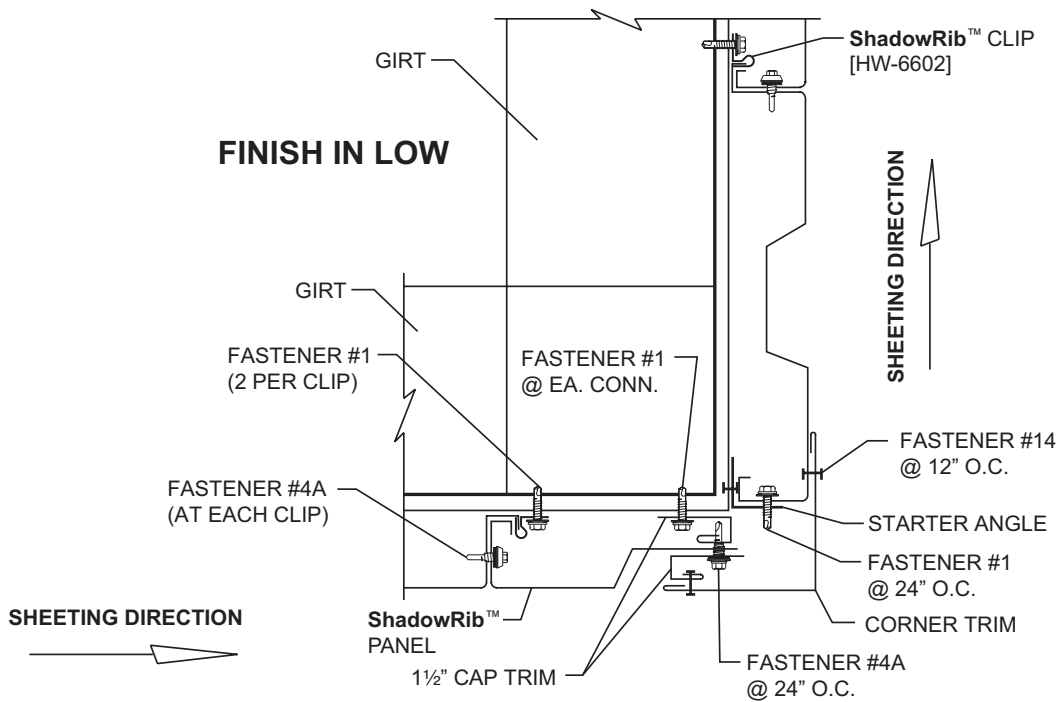 GIRT
ShadowRib™ CLIP
[HW-6602]
FINISH IN LOW
SHEETING DIRECTION
GIRT
FASTENER #1
(2 PER CLIP)
FASTENER #1
@ EA. CONN.
FASTENER #14
@ 12” O.C.
FASTENER #4A
(AT EACH CLIP)
STARTER ANGLE
FASTENER #1
@ 24” O.C.
SHEETING DIRECTION
ShadowRib™
PANEL
CORNER TRIM
1½” CAP TRIM
FASTENER #4A
@ 24” O.C.